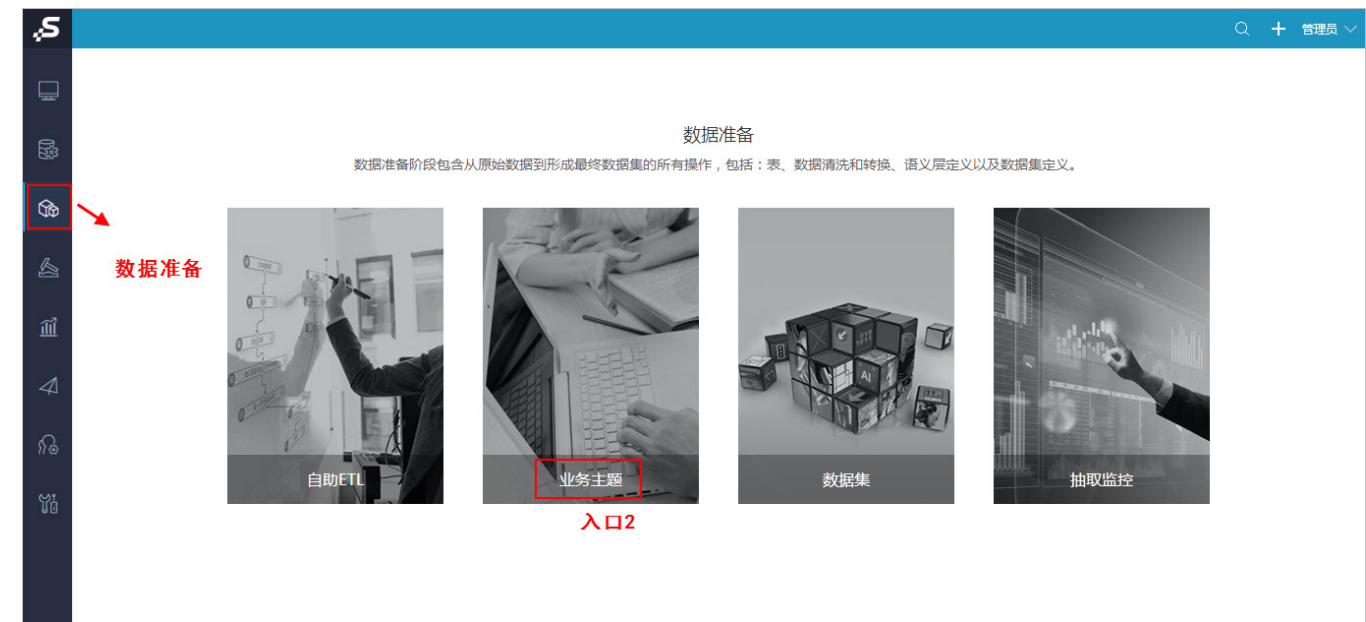 S
管理员
数据准备
数据准备阶段包含从原始数据到形成最终数据集的所有操作，包括：表、数据清洗和转换、语义层定义以及数据集定义。
数据准备
自助ETL
业务主题
数据集
抽取监控
入口2
AI